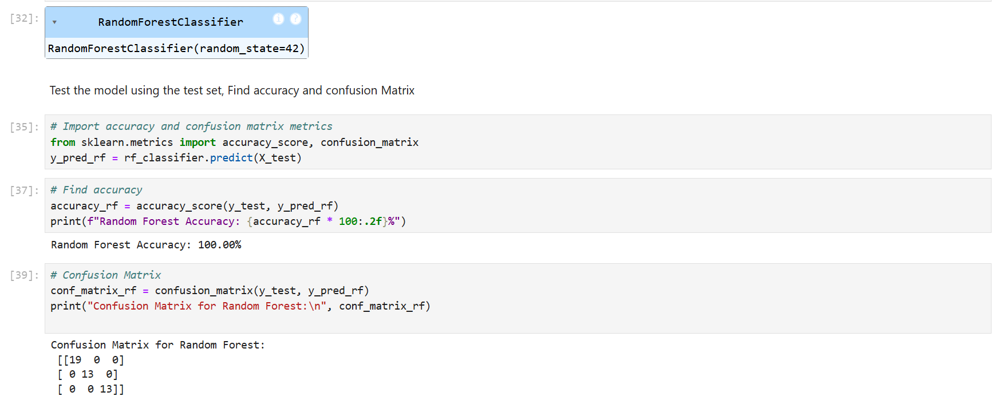 [32]:
▾ RandomForestClassifier i ?
RandomForestClassifier(random_state=42)
Test the model using the test set, Find accuracy and confusion Matrix
[35]:
# Import accuracy and confusion matrix metrics
from sklearn.metrics import accuracy_score, confusion_matrix
y_pred_rf = rf_classifier.predict(X_test)
[37]:
# Find accuracy
accuracy_rf = accuracy_score(y_test, y_pred_rf)
print(f"Random Forest Accuracy: {accuracy_rf * 100:.2f}%")
Random Forest Accuracy: 100.00%
[39]:
# Confusion Matrix
conf_matrix_rf = confusion_matrix(y_test, y_pred_rf)
print("Confusion Matrix for Random Forest:\n", conf_matrix_rf)
Confusion Matrix for Random Forest:
[[19  0  0]
[ 0 13  0]
[ 0  0 13]]